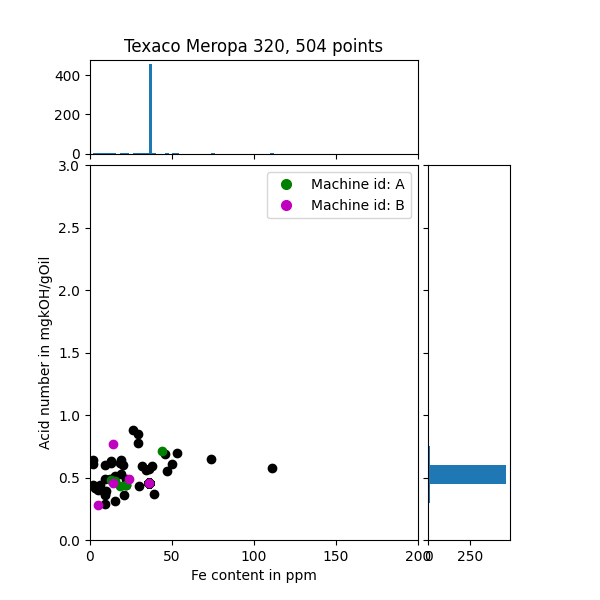 Texaco Meropa 320, 504 points
400
200
0
3.0
2.5
2.0
1.5
1.0
0.5
0.0
Acid number in mgkOH/gOil
Machine id: A
Machine id: B
0 50 100 150 200
0 250
Fe content in ppm